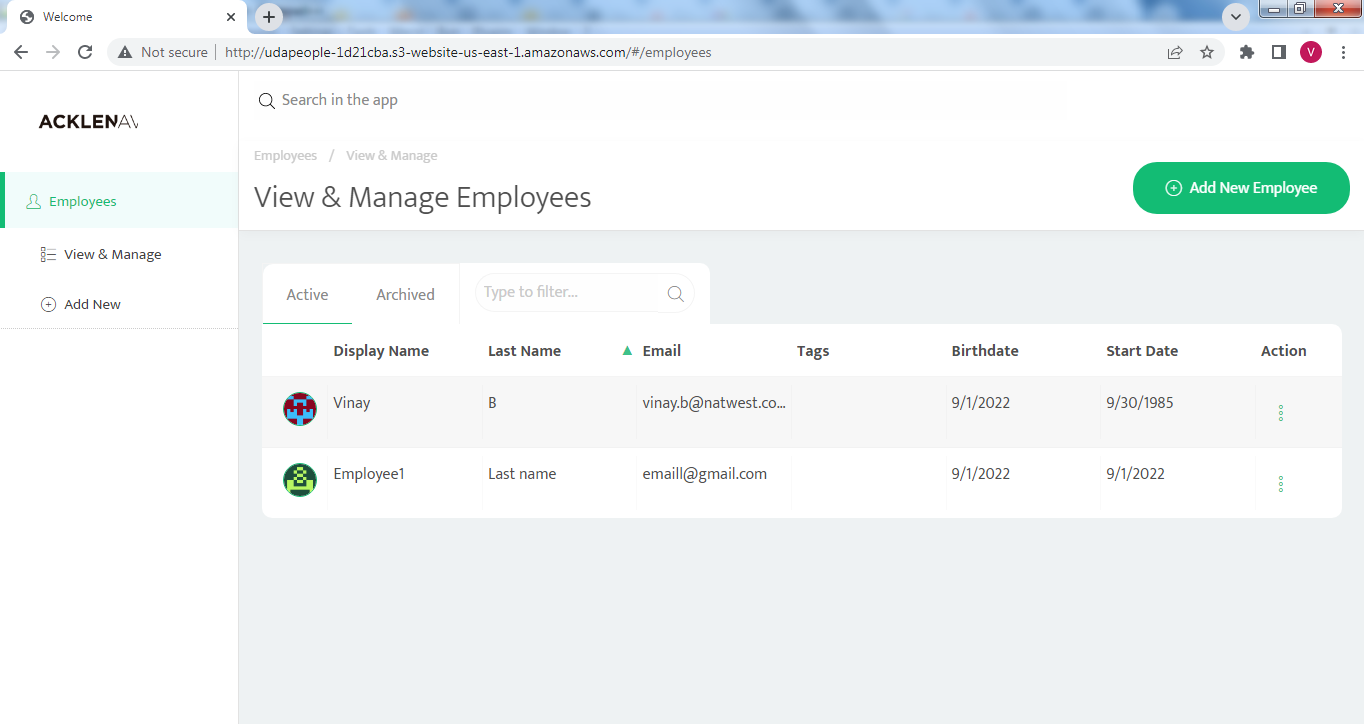 Welcome
Not secure
http://udapeople-1d21cba.s3-website-us-east-1.amazonaws.com/#/employees
V
ACKLENAV
Search in the app
Employees / View & Manage
View & Manage Employees
Add New Employee
Employees
View & Manage
Add New
Active
Archived
Type to filter...
Display Name Last Name Email Tags Birthdate Start Date Action
Vinay B vinay.b@natwest.co... 9/1/2022 9/30/1985
Employee1 Last name emaill@gmail.com 9/1/2022 9/1/2022